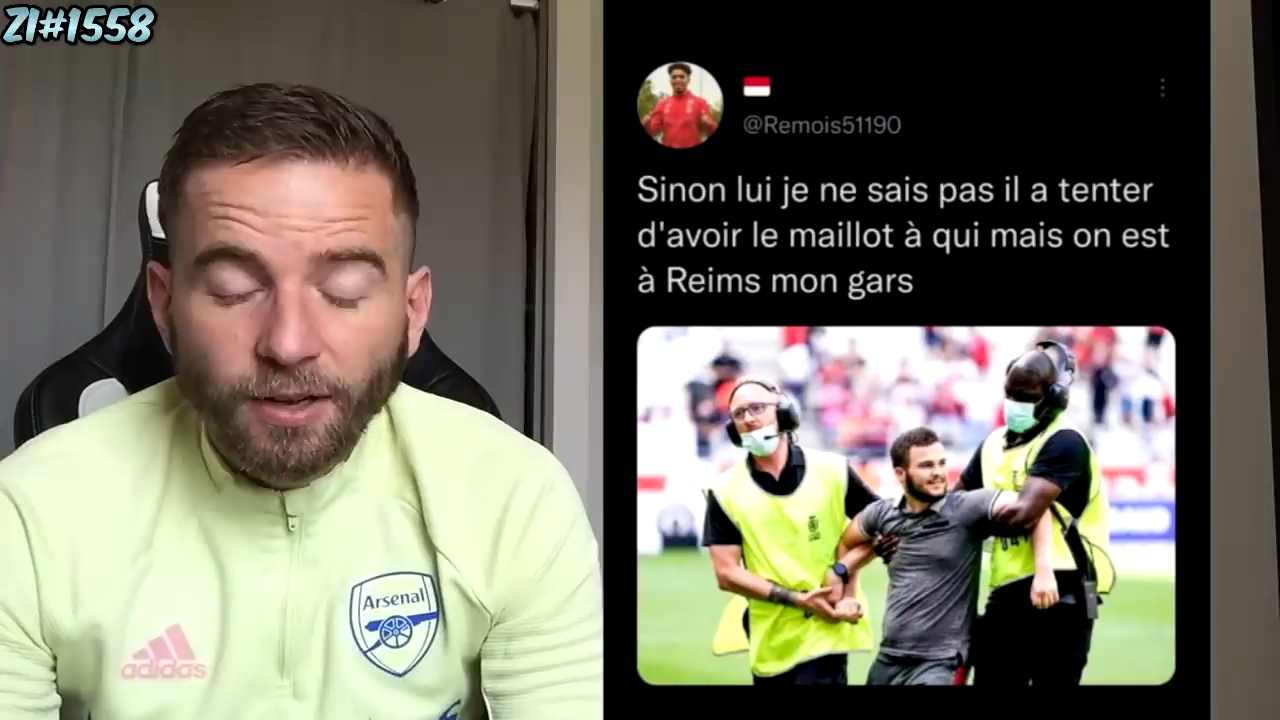 ZI#1558
@Remois51190
Sinon lui je ne sais pas il a tenter
d'avoir le maillot à qui mais on est
à Reims mon gars
Arsenal
adidas